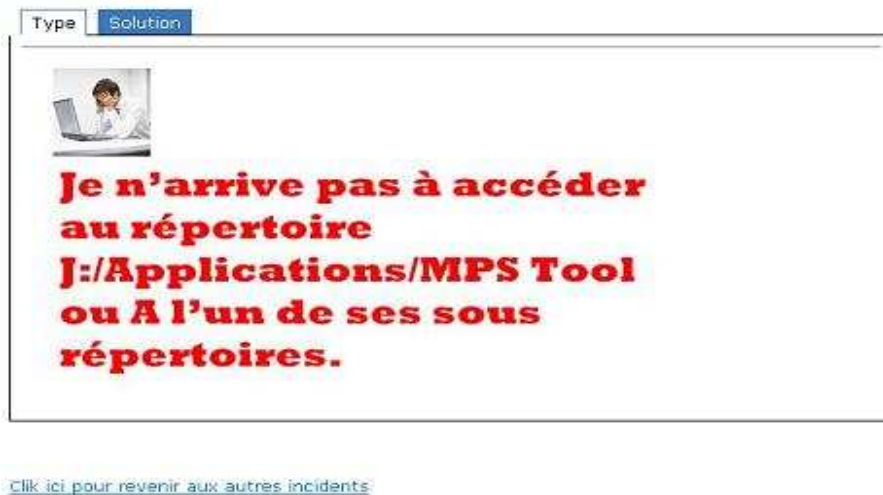 Type Solution
Je n'arrive pas à accéder
au répertoire
J:/Applications/MPS Tool
ou A l'un de ses sous
répertoires.
Clik ici pour revenir aux autres incidents